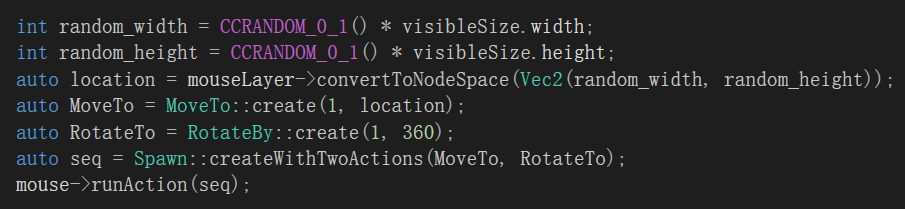 int random_width = CCRANDOM_0_1() * visibleSize.width;
int random_height = CCRANDOM_0_1() * visibleSize.height;
auto location = mouseLayer->convertToNodeSpace(Vec2(random_width, random_height));
auto MoveTo = MoveTo::create(1, location);
auto RotateTo = RotateBy::create(1, 360);
auto seq = Spawn::createWithTwoActions(MoveTo, RotateTo);
mouse->runAction(seq);